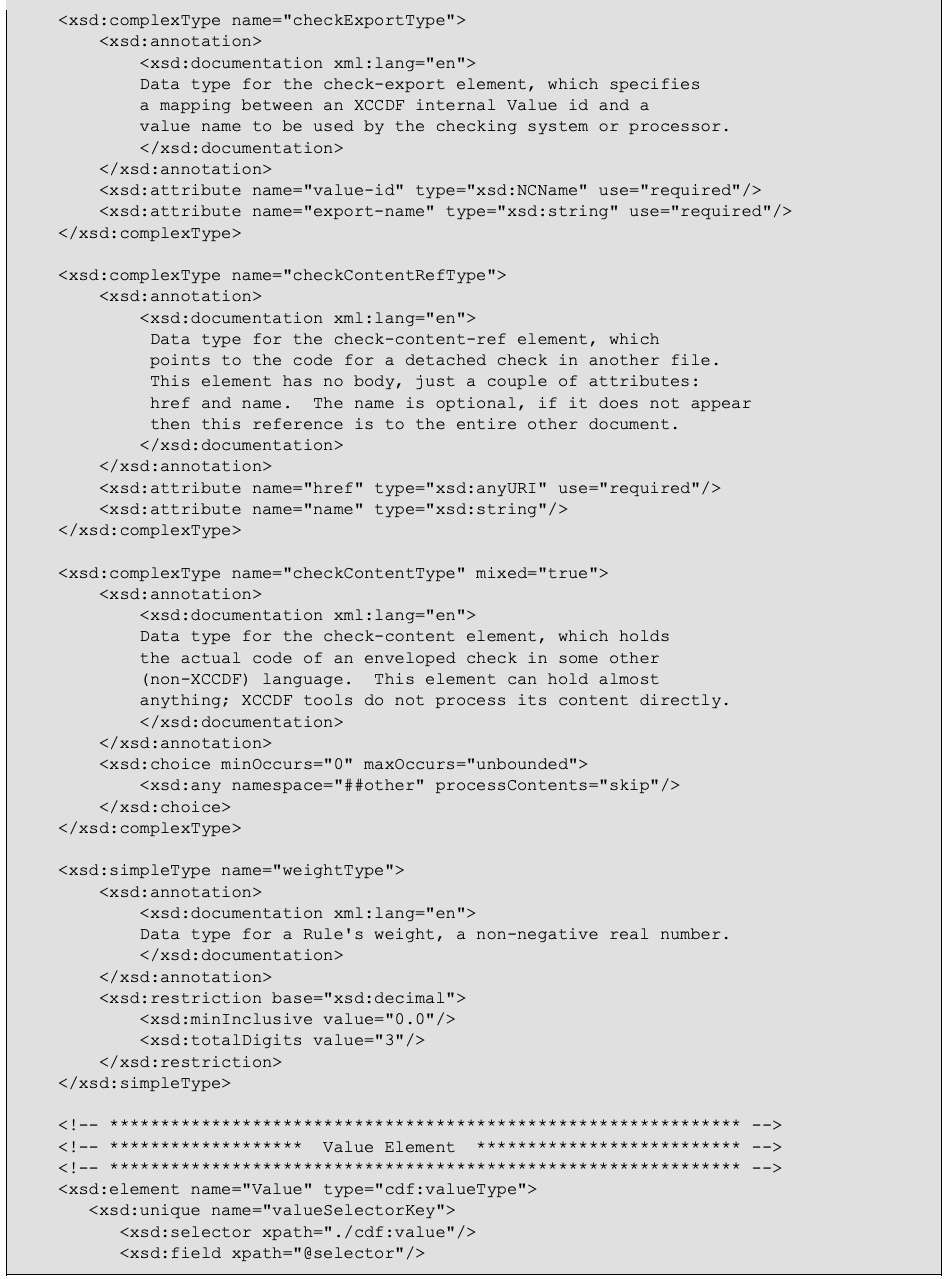 <xsd:complexType name="checkExportType">
    <xsd:annotation>
        <xsd:documentation xml:lang="en">
        Data type for the check-export element, which specifies
        a mapping between an XCCDF internal Value id and a
        value name to be used by the checking system or processor.
        </xsd:documentation>
    </xsd:annotation>
    <xsd:attribute name="value-id" type="xsd:NCName" use="required"/>
    <xsd:attribute name="export-name" type="xsd:string" use="required"/>
</xsd:complexType>

<xsd:complexType name="checkContentRefType">
    <xsd:annotation>
        <xsd:documentation xml:lang="en">
         Data type for the check-content-ref element, which
         points to the code for a detached check in another file.
         This element has no body, just a couple of attributes:
         href and name.  The name is optional, if it does not appear
         then this reference is to the entire other document.
        </xsd:documentation>
    </xsd:annotation>
    <xsd:attribute name="href" type="xsd:anyURI" use="required"/>
    <xsd:attribute name="name" type="xsd:string"/>
</xsd:complexType>

<xsd:complexType name="checkContentType" mixed="true">
    <xsd:annotation>
        <xsd:documentation xml:lang="en">
        Data type for the check-content element, which holds
        the actual code of an enveloped check in some other
        (non-XCCDF) language.  This element can hold almost
        anything; XCCDF tools do not process its content directly.
        </xsd:documentation>
    </xsd:annotation>
    <xsd:choice minOccurs="0" maxOccurs="unbounded">
        <xsd:any namespace="##other" processContents="skip"/>
    </xsd:choice>
</xsd:complexType>

<xsd:simpleType name="weightType">
    <xsd:annotation>
        <xsd:documentation xml:lang="en">
        Data type for a Rule's weight, a non-negative real number.
        </xsd:documentation>
    </xsd:annotation>
    <xsd:restriction base="xsd:decimal">
        <xsd:minInclusive value="0.0"/>
        <xsd:totalDigits value="3"/>
    </xsd:restriction>
</xsd:simpleType>

<!-- ************************************************************** -->
<!-- *******************  Value Element  ************************** -->
<!-- ************************************************************** -->
<xsd:element name="Value" type="cdf:valueType">
   <xsd:unique name="valueSelectorKey">
      <xsd:selector xpath="./cdf:value"/>
      <xsd:field xpath="@selector"/>